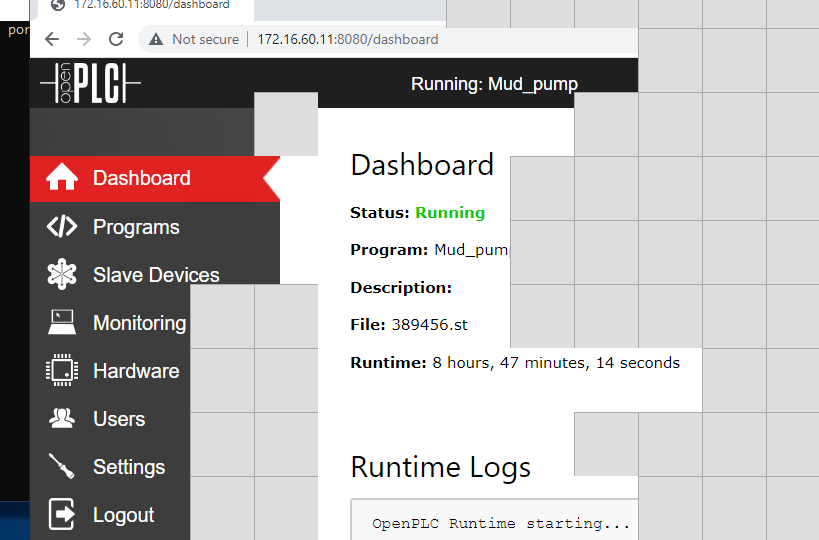 172.16.60.11:8080/dashboard
por
Not secure 172.16.60.11:8080/dashboard
open PLC
Running: Mud_pump
Dashboard
Programs
Slave Devices
Monitoring
Hardware
Users
Settings
Logout
Dashboard
Status: Running
Program: Mud_pum
Description:
File: 389456.st
Runtime: 8 hours, 47 minutes, 14 seconds
Runtime Logs
OpenPLC Runtime starting...